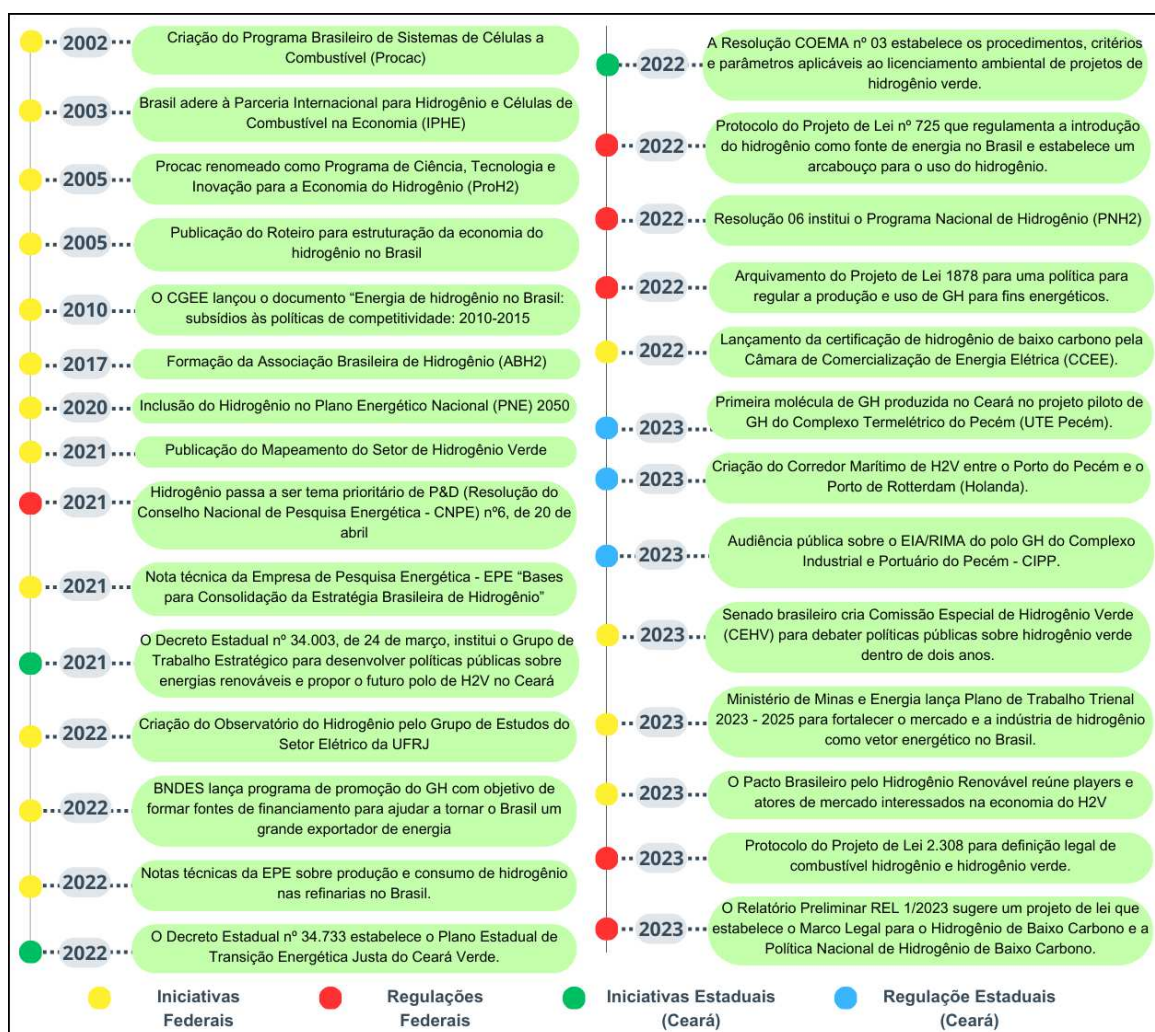 2002
Criação do Programa Brasileiro de Sistemas de Células a
Combustível (Procac)
2003
Brasil adere à Parceria Internacional para Hidrogênio e Células de
Combustível na Economia (IPHE)
2005
Procac renomeado como Programa de Ciência, Tecnologia e
Inovação para a Economia do Hidrogênio (ProH2)
2005
Publicação do Roteiro para estruturação da economia do
hidrogênio no Brasil
2010
O CGEE lançou o documento “Energia de hidrogênio no Brasil:
subsídios às políticas de competitividade: 2010-2015
2017
Formação da Associação Brasileira de Hidrogênio (ABH2)
2020
Inclusão do Hidrogênio no Plano Energético Nacional (PNE) 2050
2021
Publicação do Mapeamento do Setor de Hidrogênio Verde
2021
Hidrogênio passa a ser tema prioritário de P&D (Resolução do
Conselho Nacional de Pesquisa Energética - CNPE) nº6, de 20 de
abril
2021
Nota técnica da Empresa de Pesquisa Energética - EPE “Bases
para Consolidação da Estratégia Brasileira de Hidrogênio”
2021
O Decreto Estadual nº 34.003, de 24 de março, institui o Grupo de
Trabalho Estratégico para desenvolver políticas públicas sobre
energias renováveis e propor o futuro polo de H2V no Ceará
2022
Criação do Observatório do Hidrogênio pelo Grupo de Estudos do
Setor Elétrico da UFRJ
2022
BNDES lança programa de promoção do GH com objetivo de
formar fontes de financiamento para ajudar a tornar o Brasil um
grande exportador de energia
2022
Notas técnicas da EPE sobre produção e consumo de hidrogênio
nas refinarias no Brasil.
2022
O Decreto Estadual nº 34.733 estabelece o Plano Estadual de
Transição Energética Justa do Ceará Verde.
2022
A Resolução COEMA nº 03 estabelece os procedimentos, critérios
e parâmetros aplicáveis ao licenciamento ambiental de projetos de
hidrogênio verde.
2022
Protocolo do Projeto de Lei nº 725 que regulamenta a introdução
do hidrogênio como fonte de energia no Brasil e estabelece um
arcabouço para o uso do hidrogênio.
2022
Resolução 06 institui o Programa Nacional de Hidrogênio (PNH2)
2022
Arquivamento do Projeto de Lei 1878 para uma política para
regular a produção e uso de GH para fins energéticos.
2022
Lançamento da certificação de hidrogênio de baixo carbono pela
Câmara de Comercialização de Energia Elétrica (CCEE).
2023
Primeira molécula de GH produzida no Ceará no projeto piloto de
GH do Complexo Termelétrico do Pecém (UTE Pecém).
2023
Criação do Corredor Marítimo de H2V entre o Porto do Pecém e o
Porto de Rotterdam (Holanda).
2023
Audiência pública sobre o EIA/RIMA do polo GH do Complexo
Industrial e Portuário do Pecém - CIPP.
2023
Senado brasileiro cria Comissão Especial de Hidrogênio Verde
(CEHV) para debater políticas públicas sobre hidrogênio verde
dentro de dois anos.
2023
Ministério de Minas e Energia lança Plano de Trabalho Trienal
2023 - 2025 para fortalecer o mercado e a indústria de hidrogênio
como vetor energético no Brasil.
2023
O Pacto Brasileiro pelo Hidrogênio Renovável reúne players e
atores de mercado interessados na economia do H2V
2023
Protocolo do Projeto de Lei 2.308 para definição legal de
combustível hidrogênio e hidrogênio verde.
2023
O Relatório Preliminar REL 1/2023 sugere um projeto de lei que
estabelece o Marco Legal para o Hidrogênio de Baixo Carbono e a
Política Nacional de Hidrogênio de Baixo Carbono.
Iniciativas
Federais
Regulações
Federais
Iniciativas Estaduais
(Ceará)
Regulaçõe Estaduais
(Ceará)